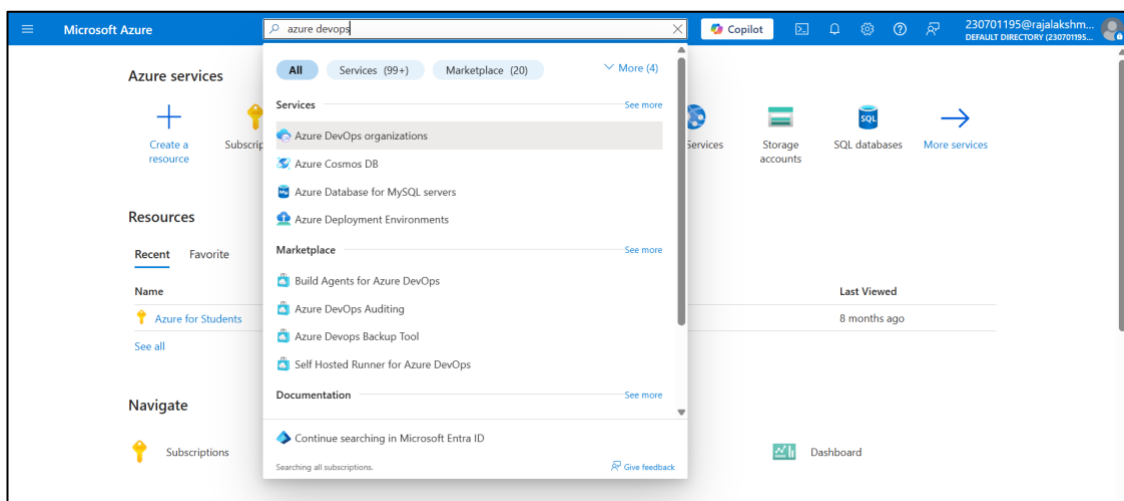 Microsoft Azure
azure devops
Copilot
230701195@rajalakshm...
DEFAULT DIRECTORY (230701195...
Azure services
Create a resource
Subscrip
Services
Storage accounts
SQL databases
More services
All
Services (99+)
Marketplace (20)
More (4)
Services
See more
Azure DevOps organizations
Azure Cosmos DB
Azure Database for MySQL servers
Azure Deployment Environments
Marketplace
See more
Build Agents for Azure DevOps
Azure DevOps Auditing
Azure Devops Backup Tool
Self Hosted Runner for Azure DevOps
Documentation
See more
Continue searching in Microsoft Entra ID
Searching all subscriptions.
Give feedback
Resources
Recent
Favorite
Name
Last Viewed
Azure for Students
8 months ago
See all
Navigate
Subscriptions
Dashboard